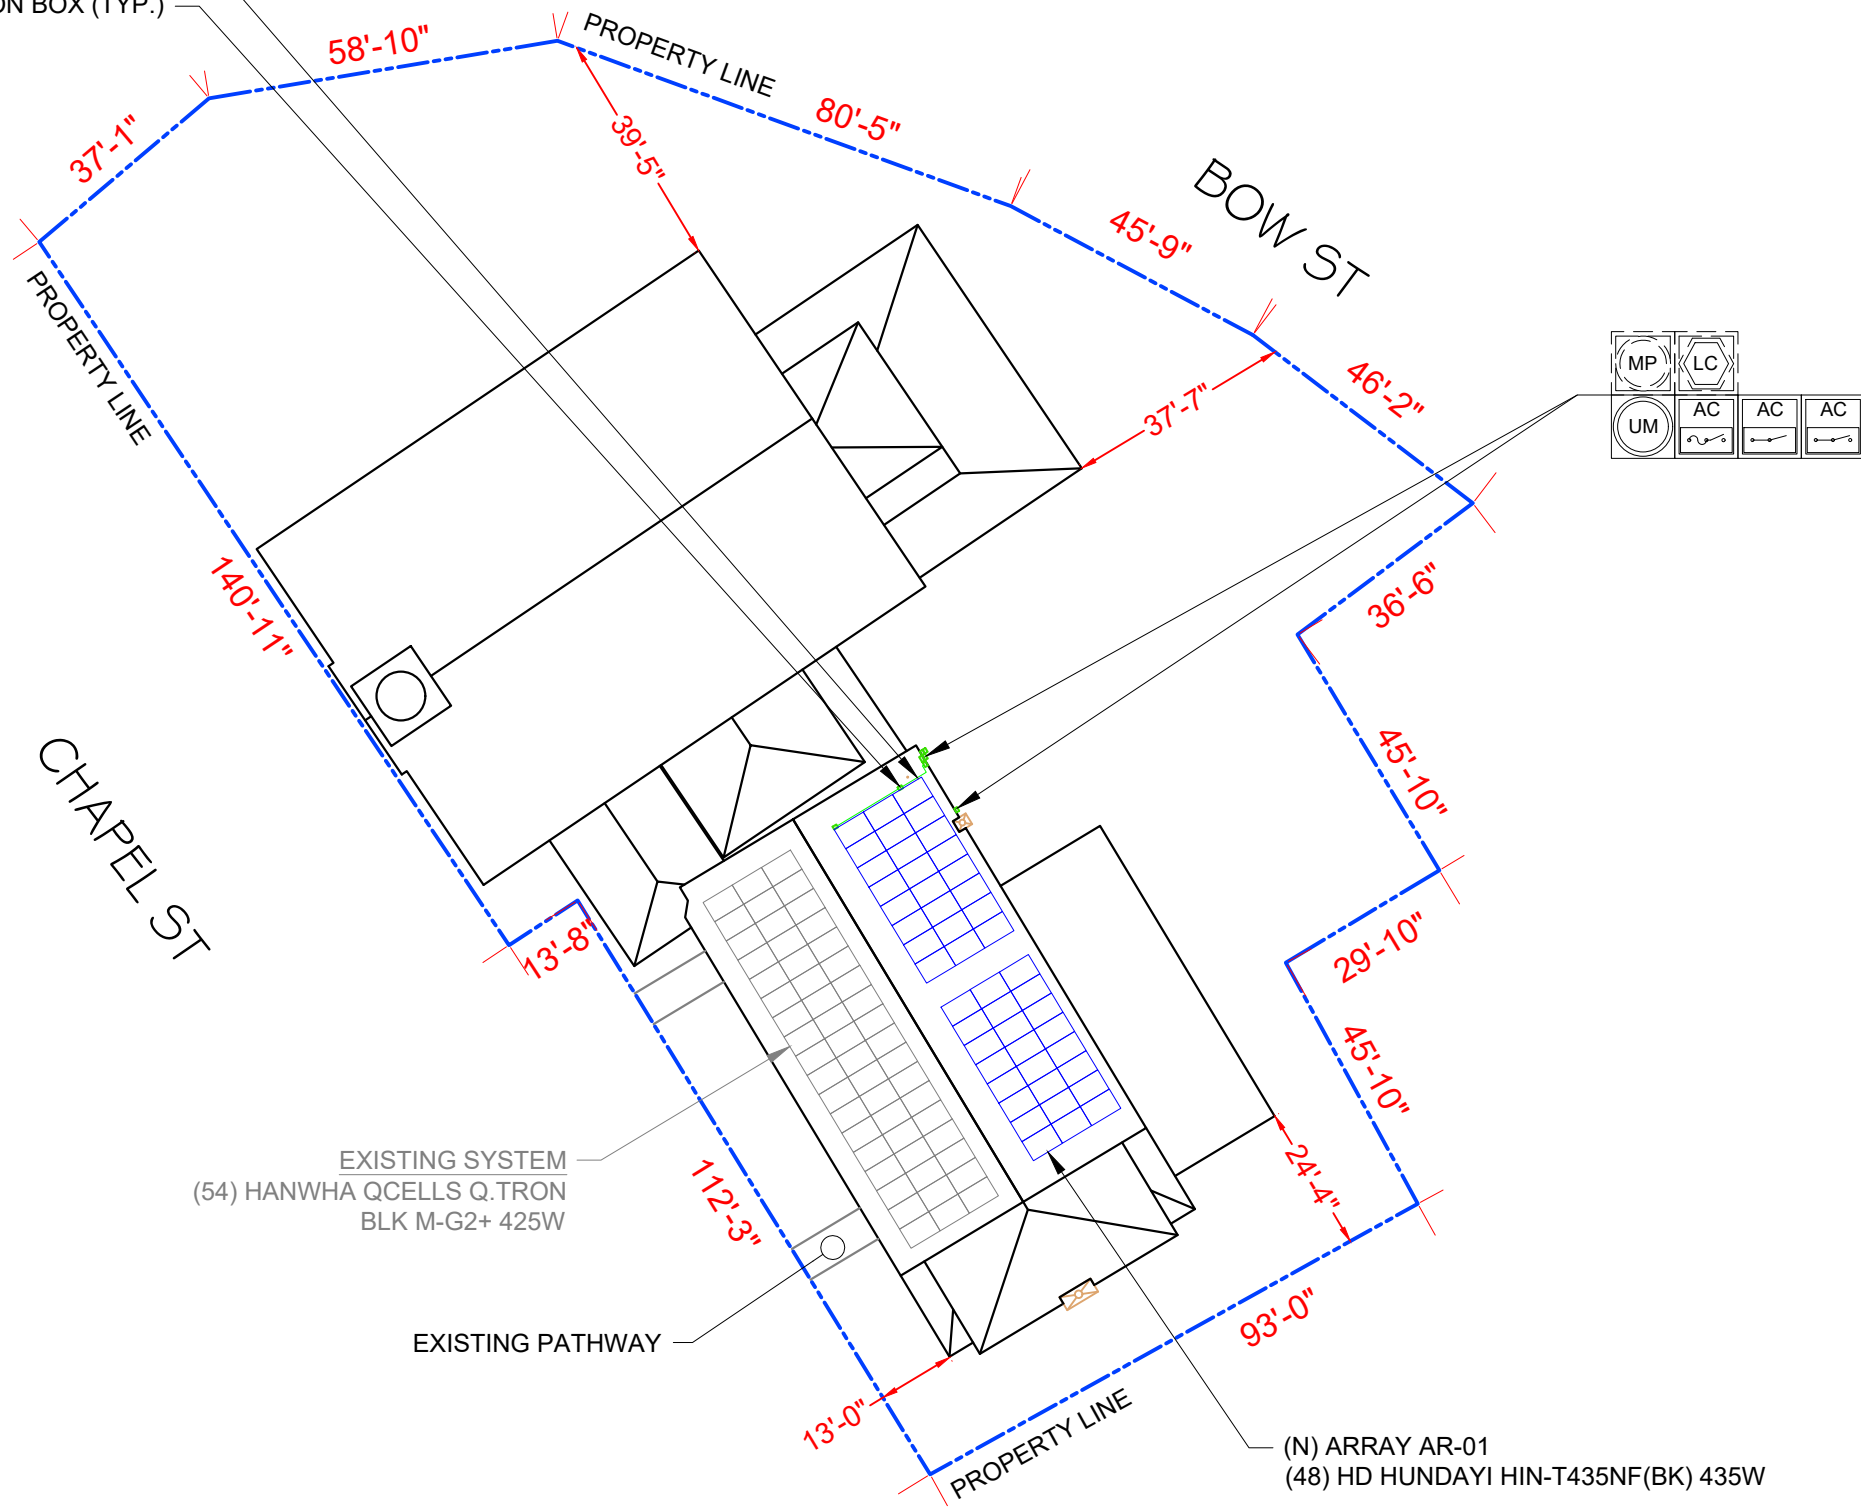 ON BOX (TYP.)
58'-10"
PROPERTY LINE
37'-1"
80'-5"
39'-5"
BOW ST
45'-9"
PROPERTY LINE
46'-2"
37'-7"
MP LC
UM AC AC AC
36'-6"
140'-11"
45'-10"
CHAPEL ST
13'-8"
29'-10"
45'-10"
EXISTING SYSTEM
(54) HANWHA QCELLS Q.TRON
BLK M-G2+ 425W
112'-3"
24'-4"
EXISTING PATHWAY
93'-0"
13'-0"
PROPERTY LINE
(N) ARRAY AR-01
(48) HD HUNDAYI HIN-T435NF(BK) 435W